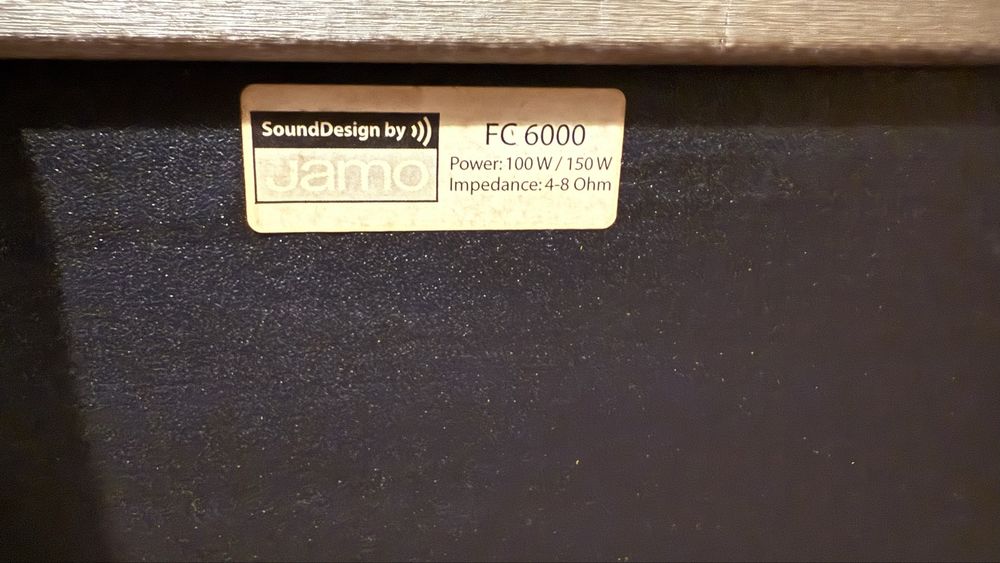 SoundDesign by
Jamo
FC 6000
Power: 100 W / 150 W
Impedance: 4-8 Ohm